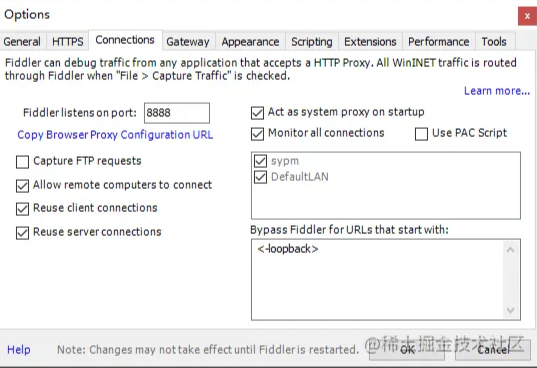 Options
x
General HTTPS Connections Gateway Appearance Scripting Extensions Performance Tools
Fiddler can debug traffic from any application that accepts a HTTP Proxy. All WinINET traffic is routed
through Fiddler when "File > Capture Traffic" is checked.
Learn more...
Fiddler listens on port: 8888
Copy Browser Proxy Configuration URL
Capture FTP requests
Allow remote computers to connect
Reuse client connections
Reuse server connections
Act as system proxy on startup
Monitor all connections
Use PAC Script
sypm
DefaultLAN
Bypass Fiddler for URLs that start with:
<-loopback>
Help
Note: Changes may not take effect until Fiddler is restarted.
OK
Cancel
@稀土掘金技术社区